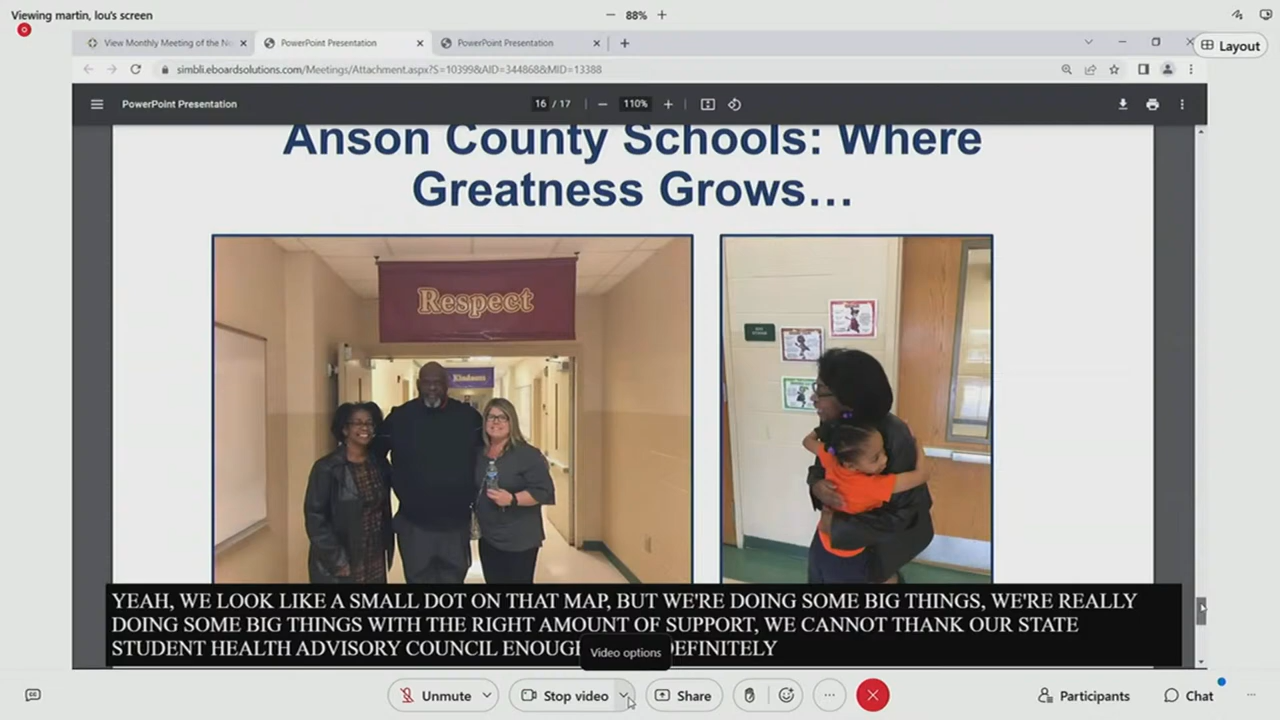 Viewing martin, lou's screen
88%
View Monthly Meeting of the No
PowerPoint Presentation
PowerPoint Presentation
Layout
simbli.eboardsolutions.com/Meetings/Attachment.aspx?S=10399&AID=344868&MID=13388
PowerPoint Presentation
16 / 17
110%
Anson County Schools: Where
Greatness Grows...
Respect
Kindness
YEAH, WE LOOK LIKE A SMALL DOT ON THAT MAP, BUT WE'RE DOING SOME BIG THINGS, WE'RE REALLY
DOING SOME BIG THINGS WITH THE RIGHT AMOUNT OF SUPPORT, WE CANNOT THANK OUR STATE
STUDENT HEALTH ADVISORY COUNCIL ENOUG DEFINITELY
Video options
Unmute
Stop video
Share
Participants
Chat